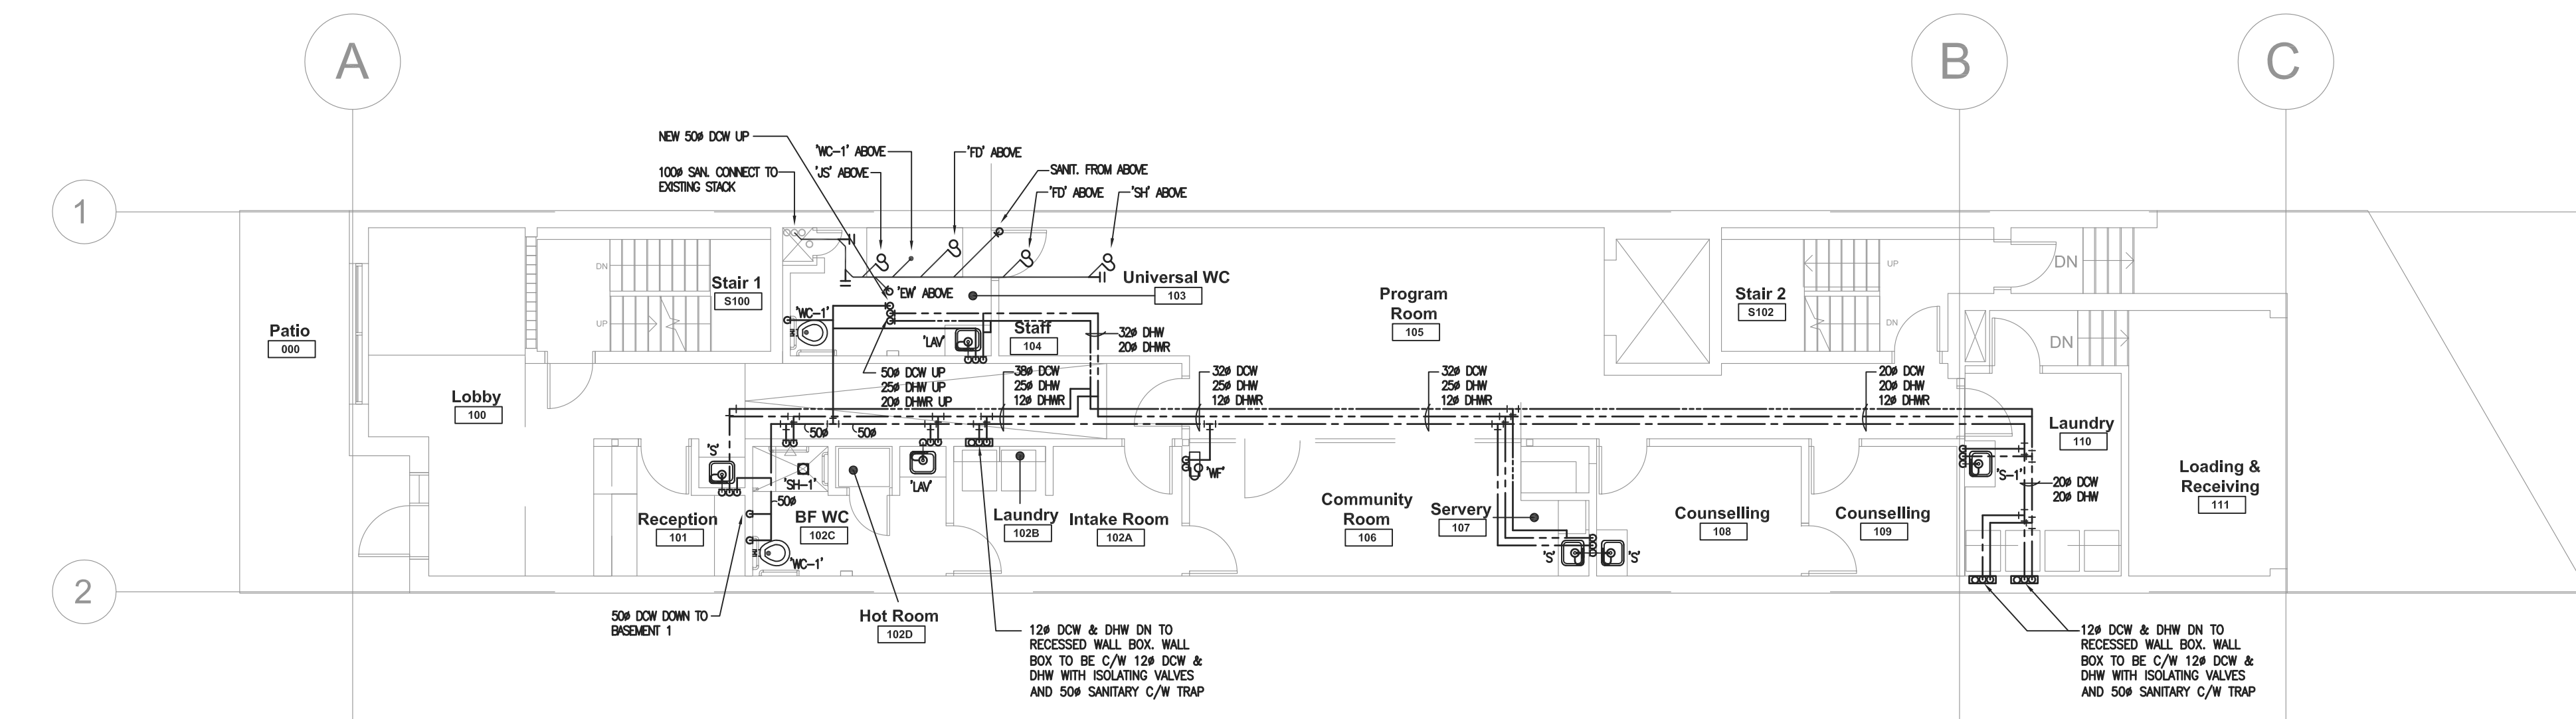 A
B
C
1
2
NEW 50ø DCW UP
100ø SAN. CONNECT TO
EXISTING STACK
'WC-1' ABOVE
'JS' ABOVE
'FD' ABOVE
SANIT. FROM ABOVE
'FD' ABOVE
'SH' ABOVE
'EW' ABOVE
Universal WC
103
Stair 1
S100
DN
UP
'WC-1'
'LAV'
Staff
104
32ø DHW
20ø DHWR
Program
Room
105
Stair 2
S102
UP
DN
DN
DN
Patio
000
Lobby
100
50ø DCW UP
25ø DHW UP
20ø DHWR UP
38ø DCW
25ø DHW
12ø DHWR
32ø DCW
25ø DHW
12ø DHWR
32ø DCW
25ø DHW
12ø DHWR
20ø DCW
20ø DHW
12ø DHWR
50ø
50ø
Laundry
110
'S'
'SH-1'
'LAV'
'WF'
'S-1'
20ø DCW
20ø DHW
Loading &
Receiving
111
50ø
Reception
101
BF WC
102C
'WC-1'
Laundry
102B
Intake Room
102A
Community
Room
106
Servery
107
'S'
'S'
Counselling
108
Counselling
109
50ø DCW DOWN TO
BASEMENT 1
Hot Room
102D
12ø DCW & DHW DN TO
RECESSED WALL BOX. WALL
BOX TO BE C/W 12ø DCW &
DHW WITH ISOLATING VALVES
AND 50ø SANITARY C/W TRAP
12ø DCW & DHW DN TO
RECESSED WALL BOX. WALL
BOX TO BE C/W 12ø DCW &
DHW WITH ISOLATING VALVES
AND 50ø SANITARY C/W TRAP